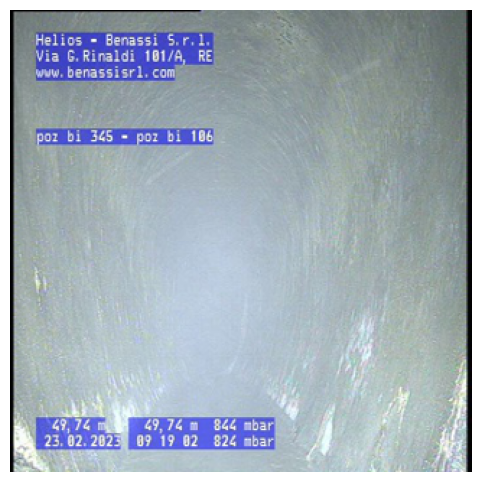 Helios - Benassi S.r.l.
Via G.Rinaldi 101/A, RE
www.benassisrl.com
poz bi 345 - poz bi 106
49,74 m 49,74 m 844 mbar
23.02.2023 09 19 02 824 mbar